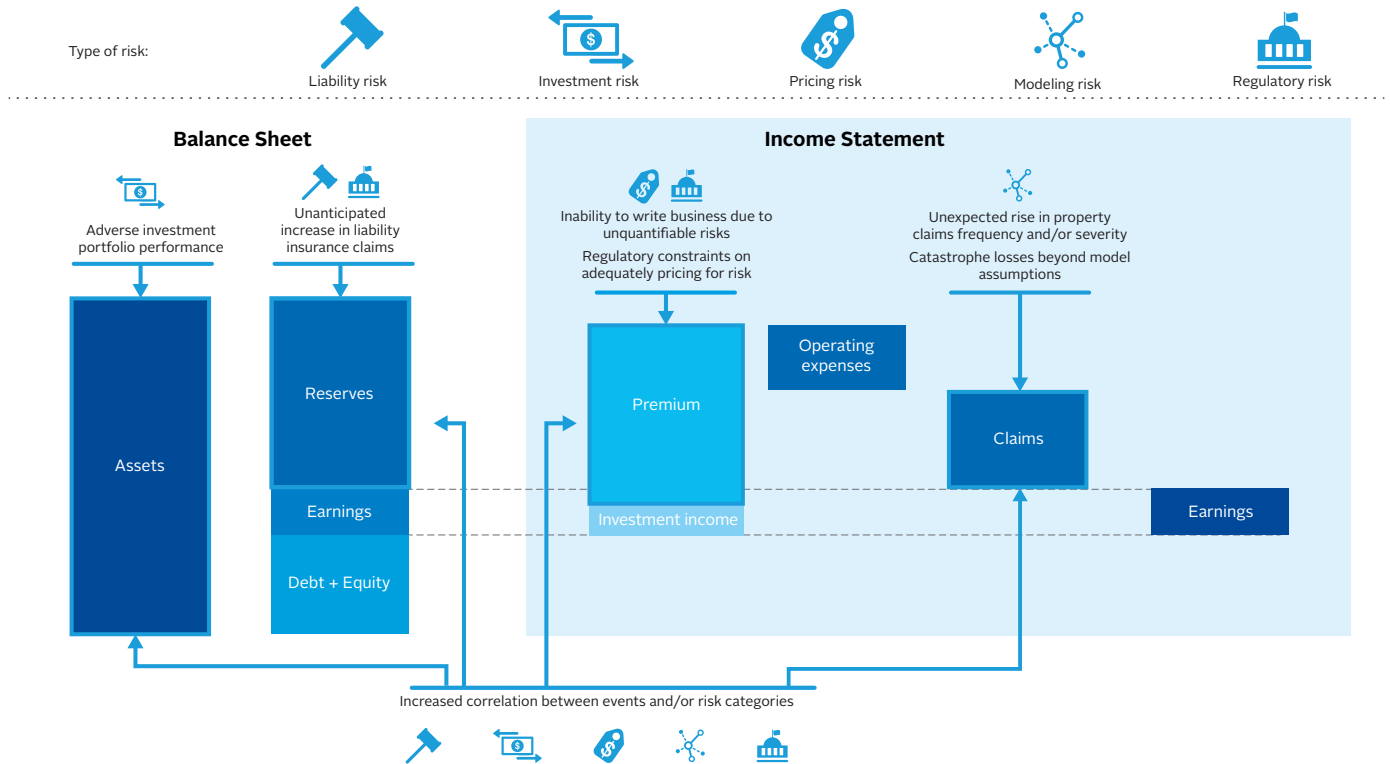 Type of risk:
Liability risk
Investment risk
Pricing risk
Modeling risk
Regulatory risk
Balance Sheet
Income Statement
Adverse investment
portfolio performance
Unanticipated
increase in liability
insurance claims
Inability to write business due to
unquantifiable risks
Regulatory constraints on
adequately pricing for risk
Unexpected rise in property
claims frequency and/or severity
Catastrophe losses beyond model
assumptions
Assets
Reserves
Earnings
Debt + Equity
Premium
Investment income
Operating
expenses
Claims
Earnings
Increased correlation between events and/or risk categories